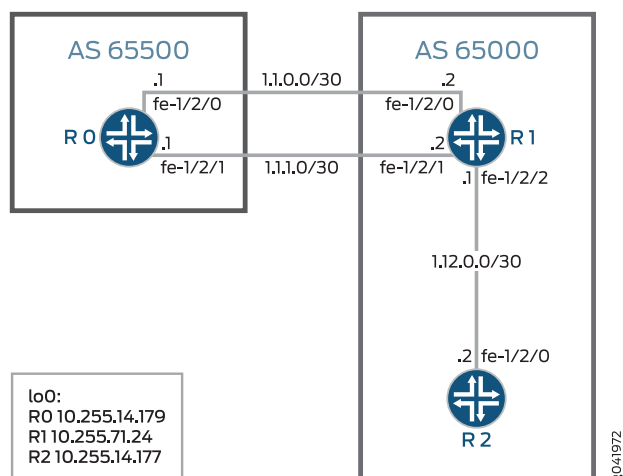 AS 65500
AS 65000
.1
1.1.0.0/30
.2
fe-1/2/0
fe-1/2/0
R 0
R1
.1
.2
fe-1/2/1
1.1.1.0/30
fe-1/2/1
.1 fe-1/2/2
1.12.0.0/30
.2 fe-1/2/0
R 2
lo0:
R0 10.255.14.179
R1 10.255.71.24
R2 10.255.14.177